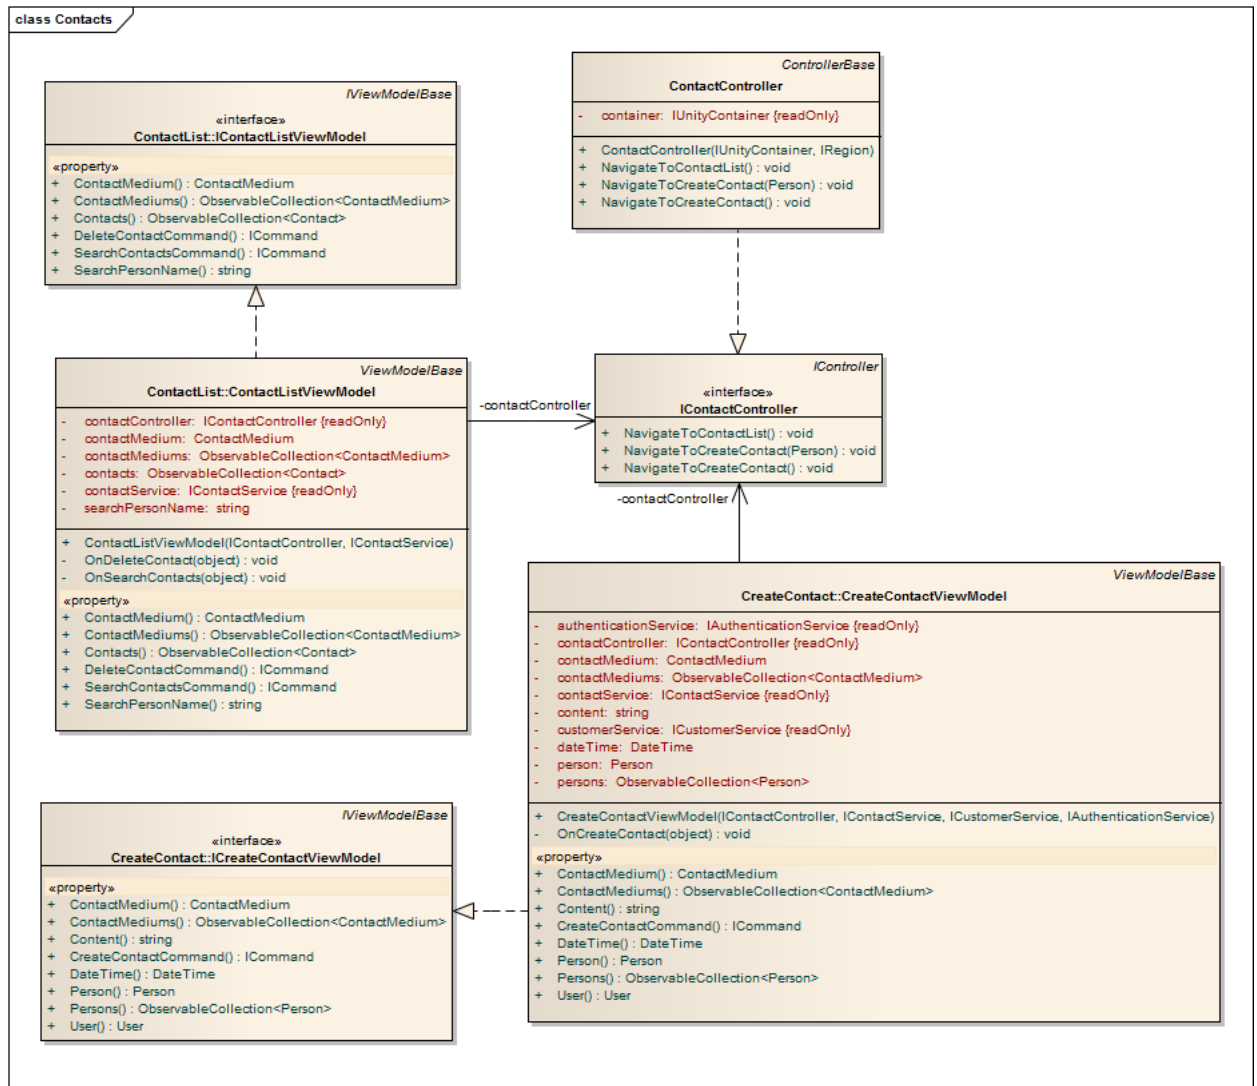 class Contacts
IViewModelBase
«interface»
ContactList::IContactListViewModel
«property»
+ ContactMedium() : ContactMedium
+ ContactMediums() : ObservableCollection<ContactMedium>
+ Contacts() : ObservableCollection<Contact>
+ DeleteContactCommand() : ICommand
+ SearchContactsCommand() : ICommand
+ SearchPersonName() : string
ControllerBase
ContactController
- container: IUnityContainer {readOnly}
+ ContactController(IUnityContainer, IRegion)
+ NavigateToContactList() : void
+ NavigateToCreateContact(Person) : void
+ NavigateToCreateContact() : void
ViewModelBase
ContactList::ContactListViewModel
- contactController: IContactController {readOnly}
- contactMedium: ContactMedium
- contactMediums: ObservableCollection<ContactMedium>
- contacts: ObservableCollection<Contact>
- contactService: IContactService {readOnly}
- searchPersonName: string
+ ContactListViewModel(IContactController, IContactService)
- OnDeleteContact(object) : void
- OnSearchContacts(object) : void
«property»
+ ContactMedium() : ContactMedium
+ ContactMediums() : ObservableCollection<ContactMedium>
+ Contacts() : ObservableCollection<Contact>
+ DeleteContactCommand() : ICommand
+ SearchContactsCommand() : ICommand
+ SearchPersonName() : string
-contactController
IController
«interface»
IContactController
+ NavigateToContactList() : void
+ NavigateToCreateContact(Person) : void
+ NavigateToCreateContact() : void
-contactController
ViewModelBase
CreateContact::CreateContactViewModel
- authenticationService: IAuthenticationService {readOnly}
- contactController: IContactController {readOnly}
- contactMedium: ContactMedium
- contactMediums: ObservableCollection<ContactMedium>
- contactService: IContactService {readOnly}
- content: string
- customerService: ICustomerService {readOnly}
- dateTime: DateTime
- person: Person
- persons: ObservableCollection<Person>
+ CreateContactViewModel(IContactController, IContactService, ICustomerService, IAuthenticationService)
- OnCreateContact(object) : void
«property»
+ ContactMedium() : ContactMedium
+ ContactMediums() : ObservableCollection<ContactMedium>
+ Content() : string
+ CreateContactCommand() : ICommand
+ DateTime() : DateTime
+ Person() : Person
+ Persons() : ObservableCollection<Person>
+ User() : User
IViewModelBase
«interface»
CreateContact::ICreateContactViewModel
«property»
+ ContactMedium() : ContactMedium
+ ContactMediums() : ObservableCollection<ContactMedium>
+ Content() : string
+ CreateContactCommand() : ICommand
+ DateTime() : DateTime
+ Person() : Person
+ Persons() : ObservableCollection<Person>
+ User() : User